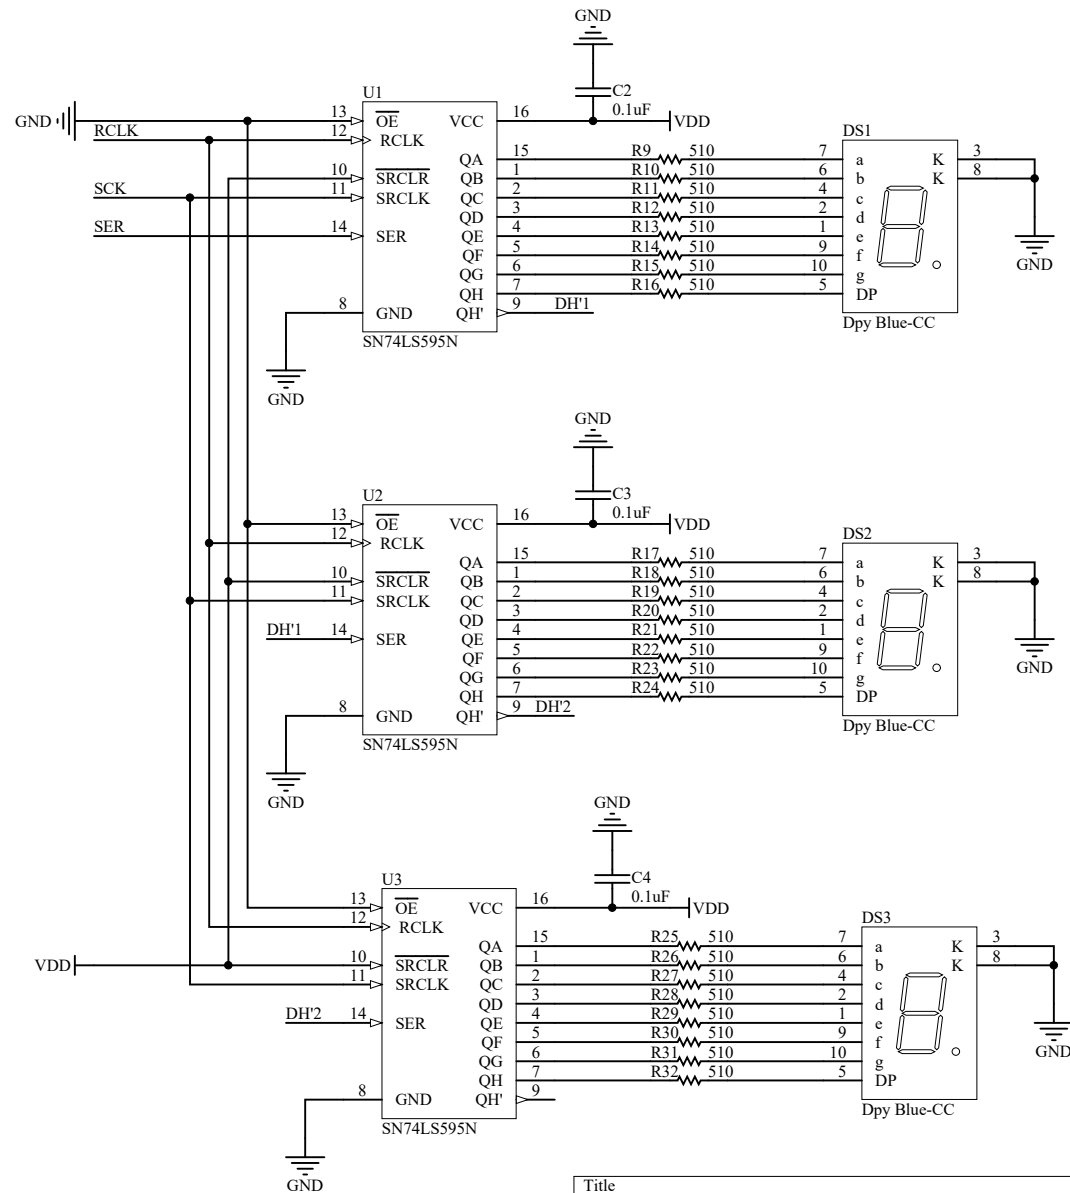 GND
C2
0.1uF
VDD
U1
GND
RCLK
SCK
SER
13 OE VCC 16
12 RCLK
QA 15 R9 510 7 a K 3
10 SRCLR QB 1 R10 510 6 b K 8
11 SRCLK QC 2 R11 510 4 c
QD 3 R12 510 2 d
14 SER QE 4 R13 510 1 e
QF 5 R14 510 9 f
QG 6 R15 510 10 g
QH 7 R16 510 5 DP
8 GND QH' 9 DH'1
SN74LS595N
DS1
Dpy Blue-CC
GND
GND
GND
C3
0.1uF
VDD
U2
13 OE VCC 16
12 RCLK
QA 15 R17 510 7 a K 3
10 SRCLR QB 1 R18 510 6 b K 8
11 SRCLK QC 2 R19 510 4 c
QD 3 R20 510 2 d
DH'1 14 SER QE 4 R21 510 1 e
QF 5 R22 510 9 f
QG 6 R23 510 10 g
QH 7 R24 510 5 DP
8 GND QH' 9 DH'2
SN74LS595N
DS2
Dpy Blue-CC
GND
GND
GND
C4
0.1uF
VDD
U3
13 OE VCC 16
12 RCLK
QA 15 R25 510 7 a K 3
VDD 10 SRCLR QB 1 R26 510 6 b K 8
11 SRCLK QC 2 R27 510 4 c
QD 3 R28 510 2 d
DH'2 14 SER QE 4 R29 510 1 e
QF 5 R30 510 9 f
QG 6 R31 510 10 g
QH 7 R32 510 5 DP
8 GND QH' 9
SN74LS595N
DS3
Dpy Blue-CC
GND
GND
Title